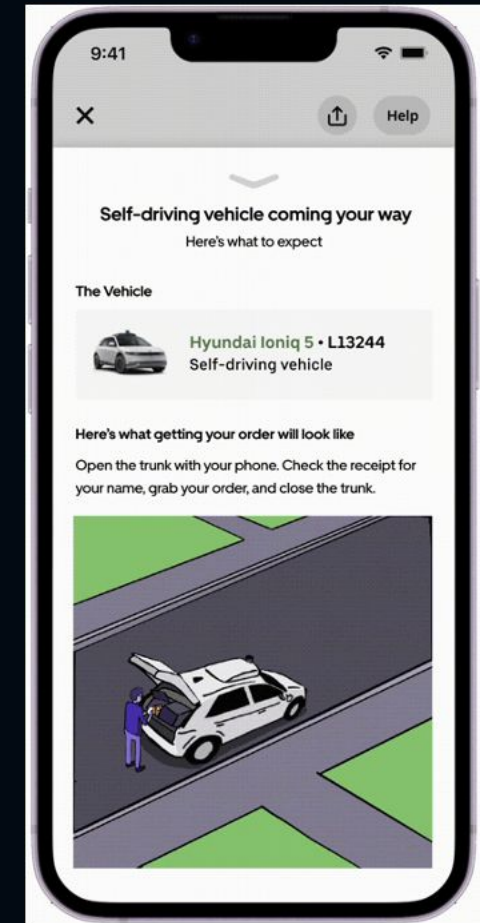 9:41
Help
Self-driving vehicle coming your way
Here's what to expect
The Vehicle
Hyundai Ioniq 5 • L13244
Self-driving vehicle
Here's what getting your order will look like
Open the trunk with your phone. Check the receipt for
your name, grab your order, and close the trunk.